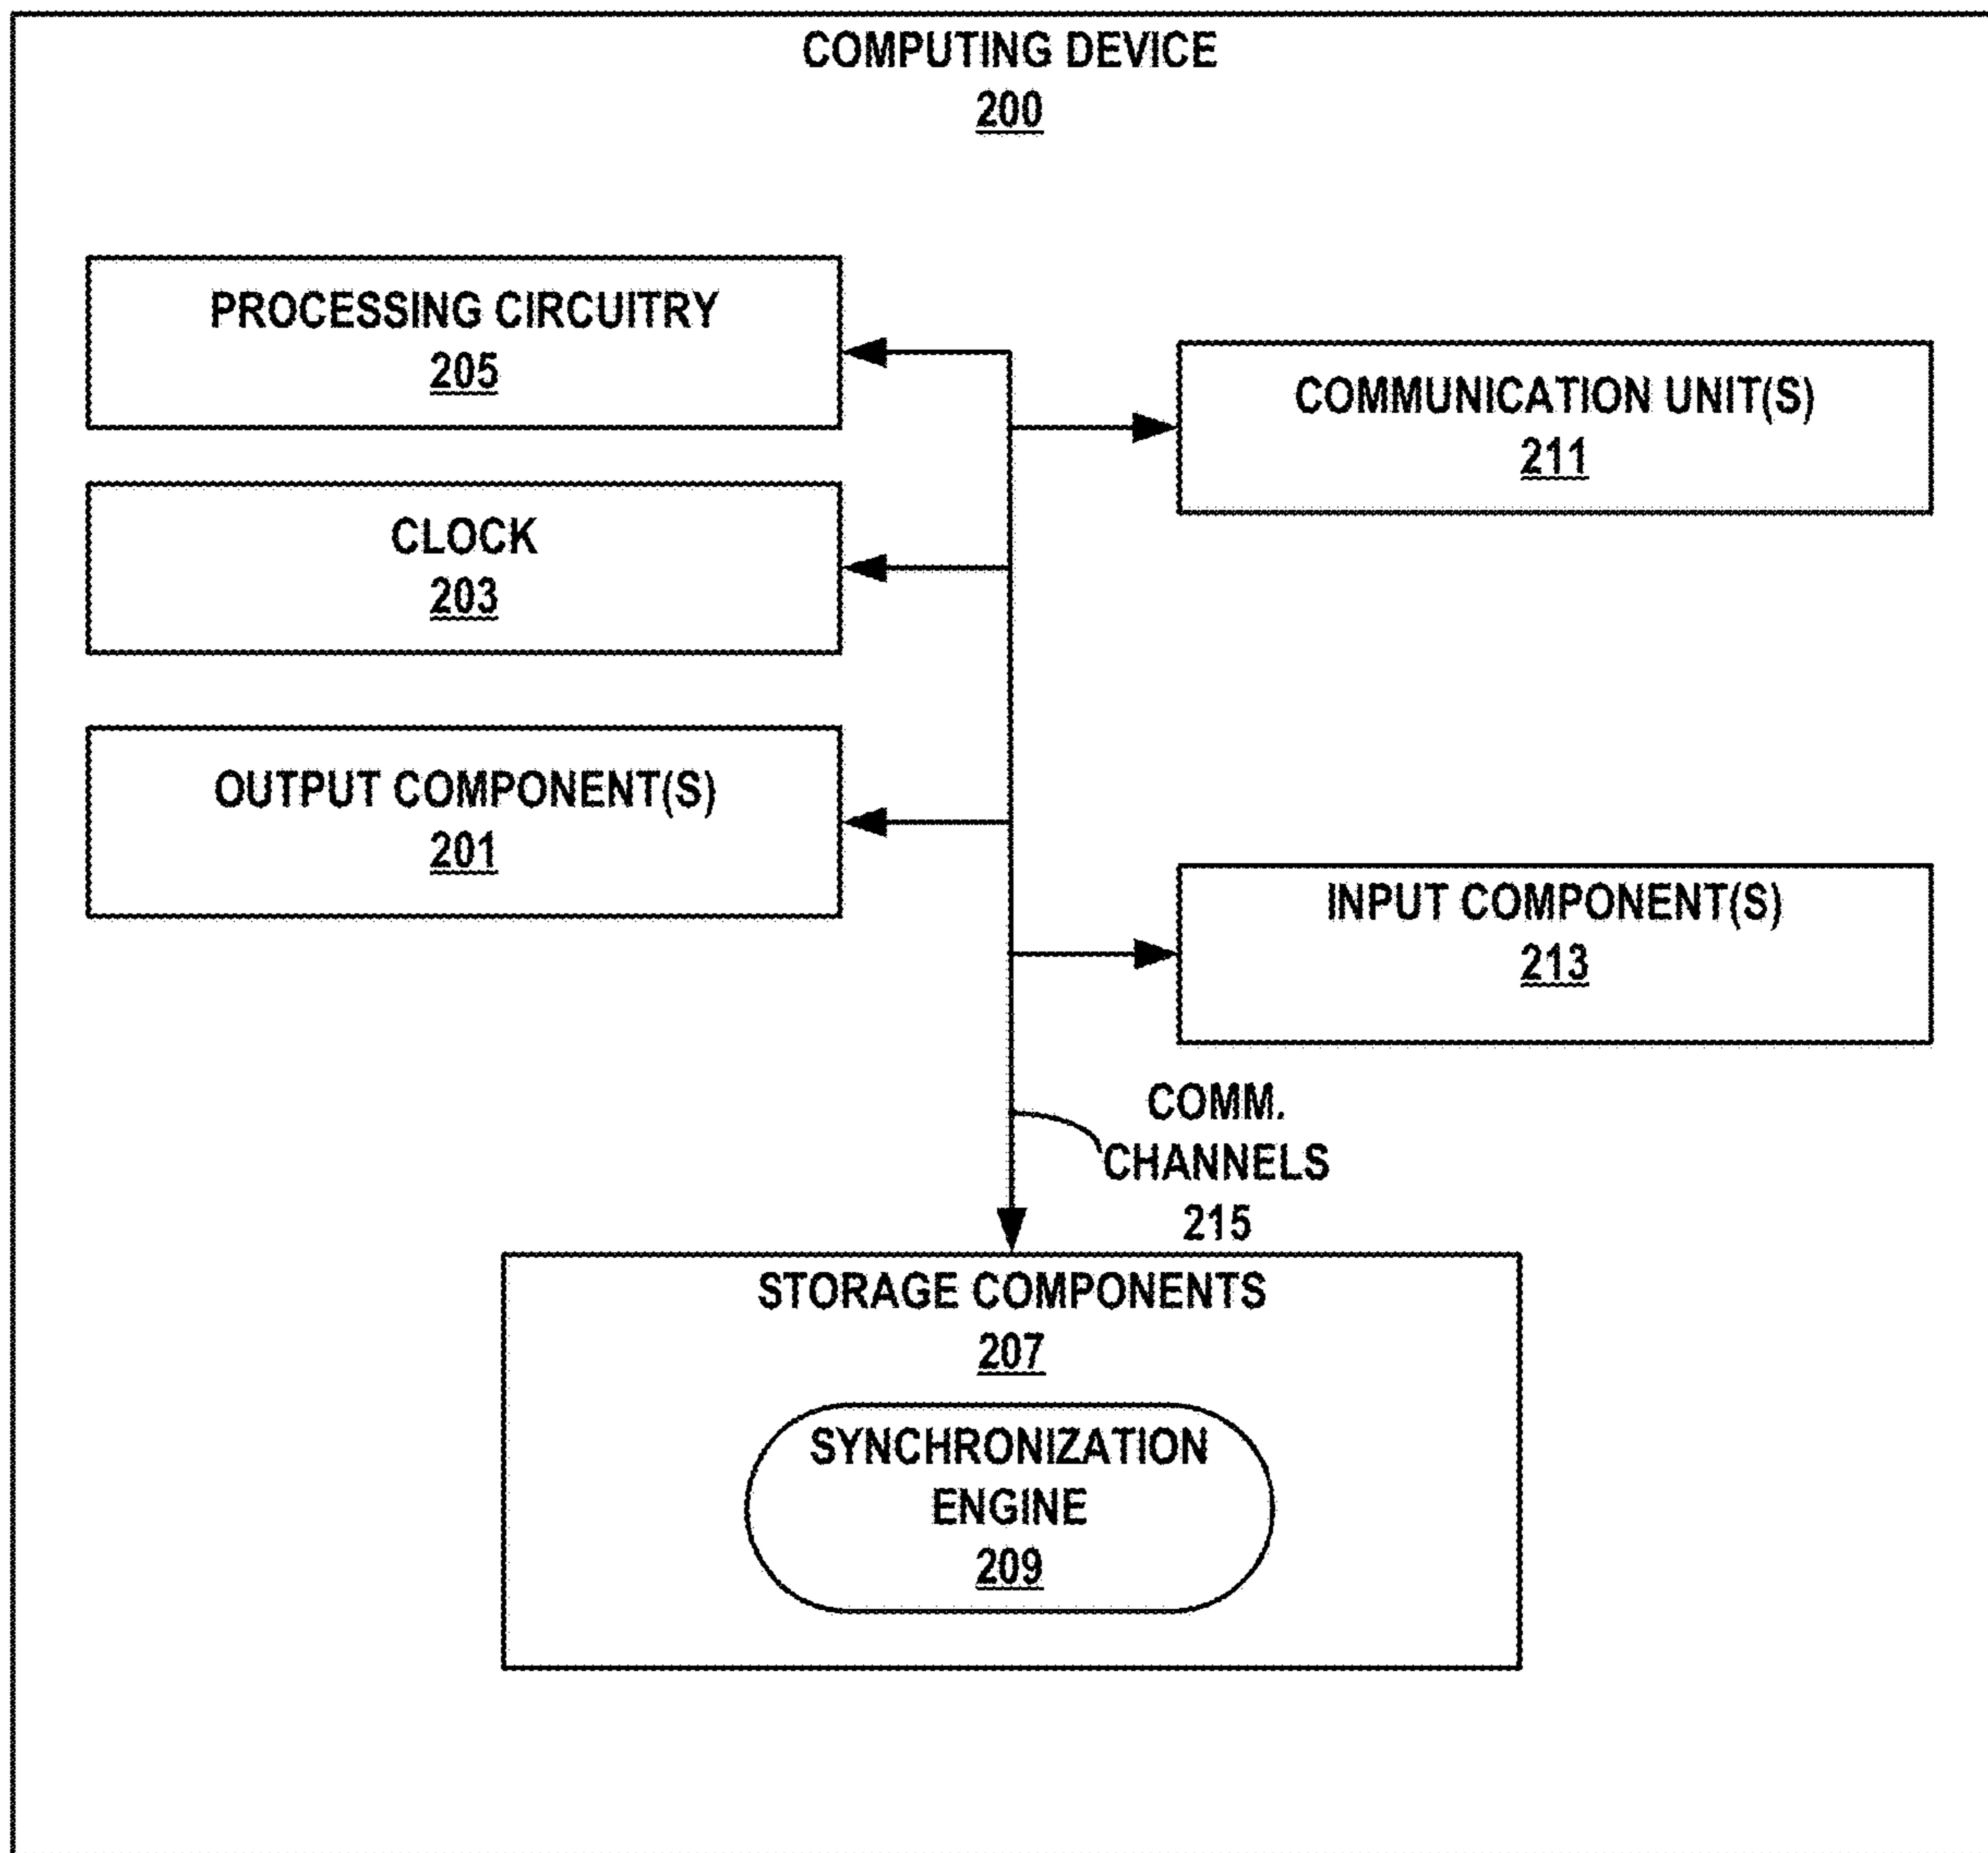 COMPUTING DEVICE
200
PROCESSING CIRCUITRY
205
COMMUNICATION UNIT(S)
211
CLOCK
203
OUTPUT COMPONENT(S)
201
INPUT COMPONENT(S)
213
COMM.
CHANNELS
215
STORAGE COMPONENTS
207
SYNCHRONIZATION
ENGINE
209